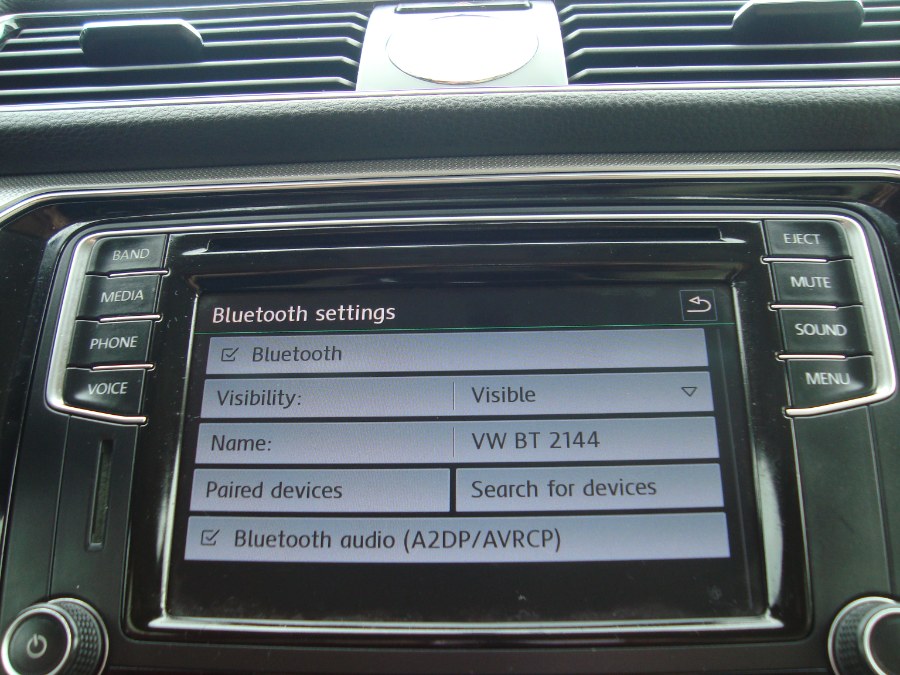 BAND
MEDIA
PHONE
VOICE
Bluetooth settings
Bluetooth
Visibility: Visible
Name: VW BT 2144
Paired devices Search for devices
Bluetooth audio (A2DP/AVRCP)
EJECT
MUTE
SOUND
MENU